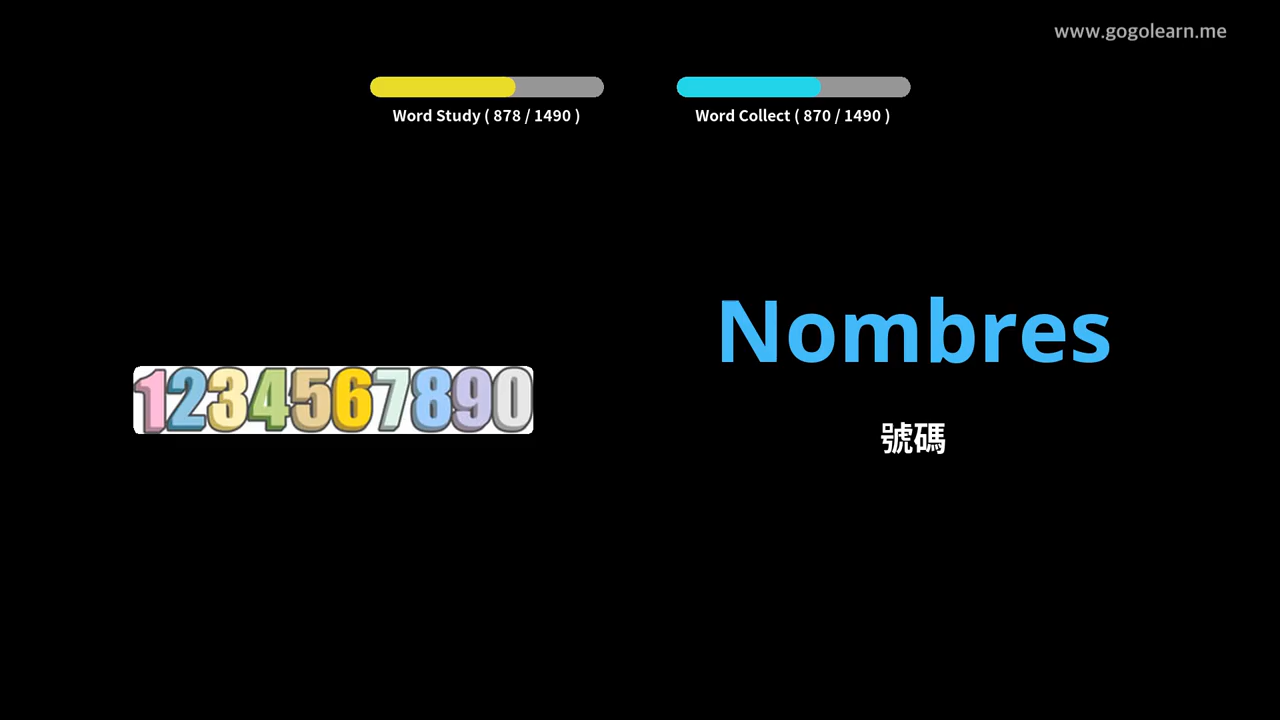 www.gogolearn.me
Word Study ( 878 / 1490 )
Word Collect ( 870 / 1490 )
Nombres
1234567890
號碼